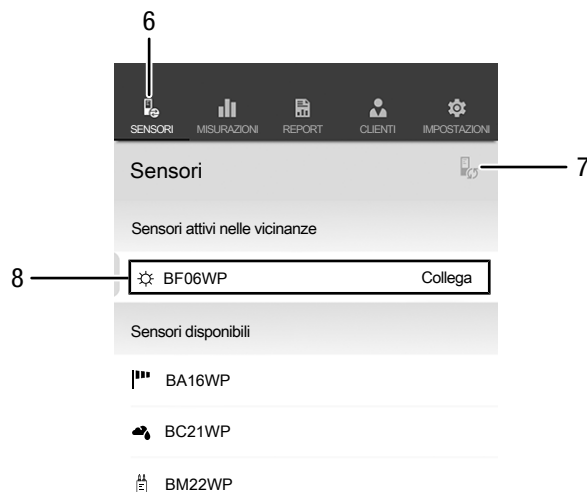 6
SENSORI MISURAZIONI REPORT CLIENTI IMPOSTAZIONI
Sensori 7
Sensori attivi nelle vicinanze
8 BF06WP Collega
Sensori disponibili
BA16WP
BC21WP
BM22WP